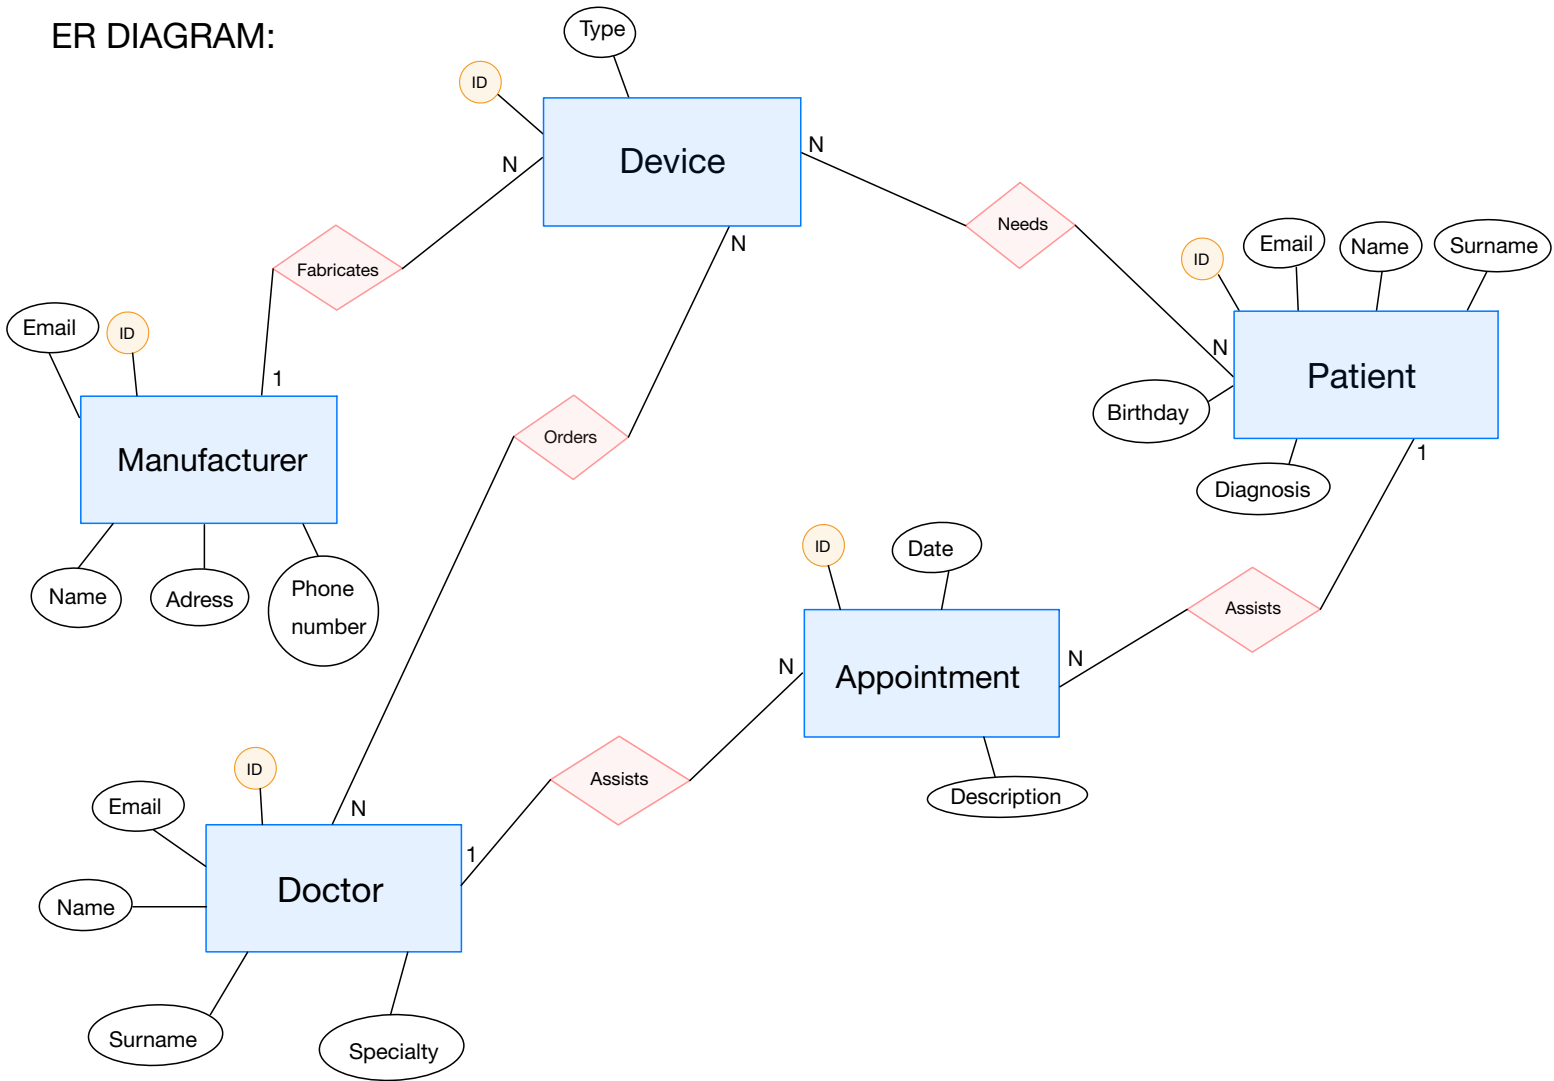 ER DIAGRAM:
Type
ID
Device
N
N
N
Needs
Fabricates
ID
Email
Name
Surname
Email
ID
1
N
Patient
Birthday
Manufacturer
Orders
1
Diagnosis
Name
Adress
Phone
number
ID
Date
Assists
N
N
Appointment
Assists
Description
ID
Email
N
1
Doctor
Name
Surname
Specialty